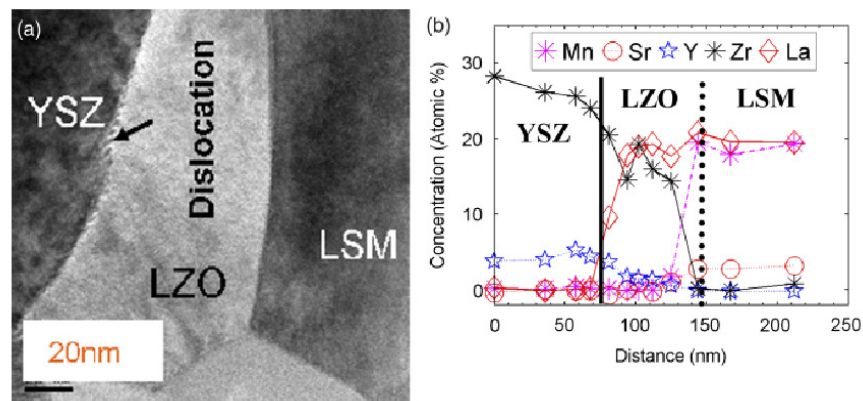 (a)
YSZ
Dislocation
LZO
LSM
20nm
(b)
Mn Sr Y Zr La
YSZ LZO LSM
Concentration (Atomic %)
30
20
10
0
0 50 100 150 200 250
Distance (nm)